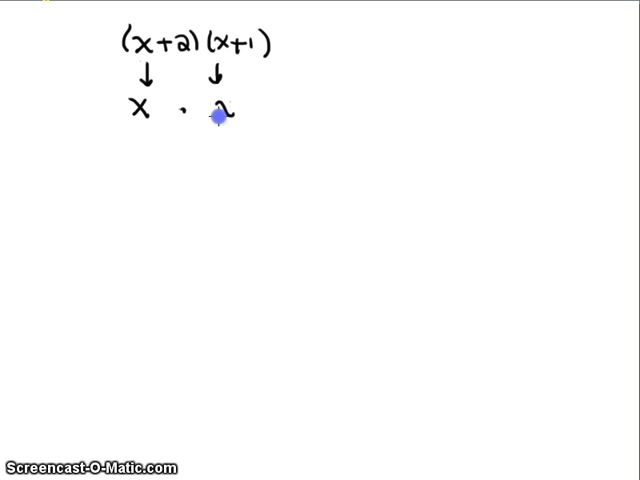 (x+2)(x+1)
↓ ↓
x ·
Screencast-O-Matic.com